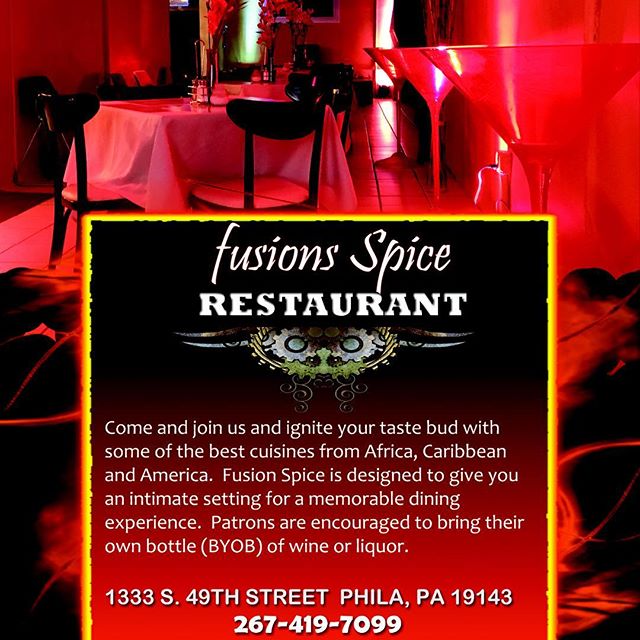 fusions Spice
RESTAURANT
Come and join us and ignite your taste bud with
some of the best cuisines from Africa, Caribbean
and America.  Fusion Spice is designed to give you
an intimate setting for a memorable dining
experience.  Patrons are encouraged to bring their
own bottle (BYOB) of wine or liquor.
1333 S. 49TH STREET  PHILA, PA 19143
267-419-7099